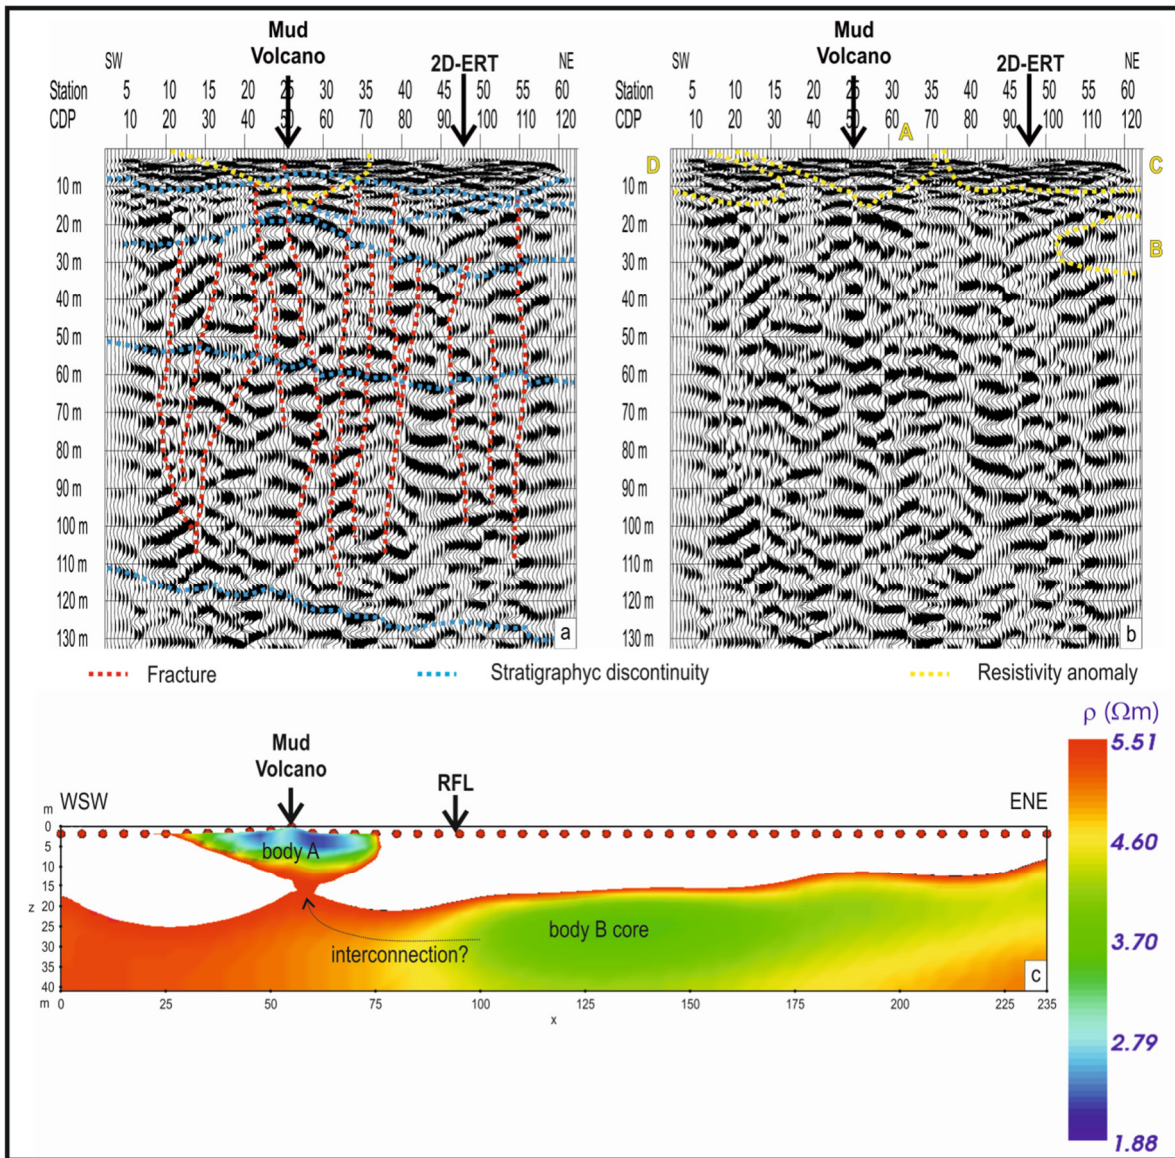 Mud
Volcano
2D-ERT
SW
NE
Station
5 10 15 20 25 30 35 40 45 50 55 60
CDP
10 20 30 40 50 60 70 80 90 100 110 120
10 m
20 m
30 m
40 m
50 m
60 m
70 m
80 m
90 m
100 m
110 m
120 m
130 m
a
Mud
Volcano
2D-ERT
SW
NE
Station
5 10 15 20 25 30 35 40 45 50 55 60
CDP
10 20 30 40 50 60 70 80 90 100 110 120
A
D
C
B
10 m
20 m
30 m
40 m
50 m
60 m
70 m
80 m
90 m
100 m
110 m
120 m
130 m
b
Fracture
Stratigraphyc discontinuity
Resistivity anomaly
Mud
Volcano
RFL
m
WSW
ENE
0
5
10
15
z
20
25
30
35
40
m
body A
body B core
interconnection?
c
0 25 50 75 100 125 150 175 200 225 235
x
ρ (Ωm)
5.51
4.60
3.70
2.79
1.88